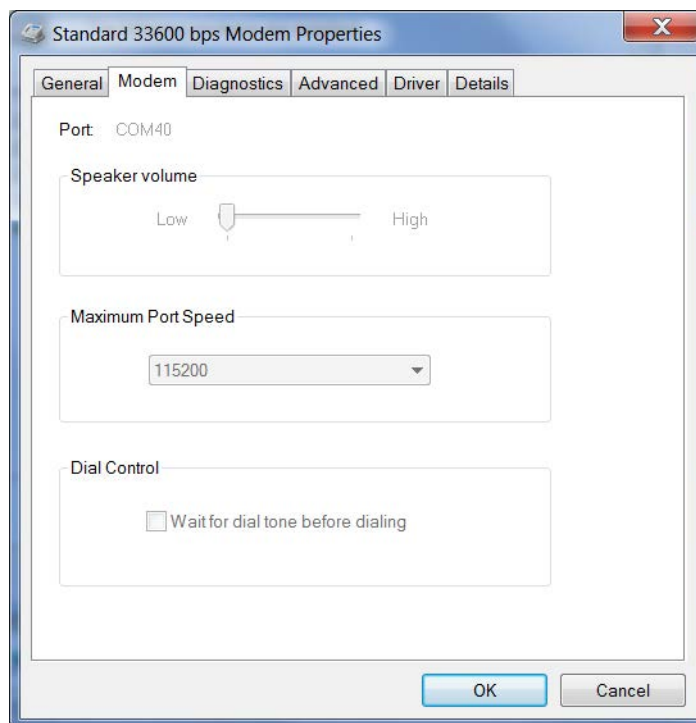 Standard 33600 bps Modem Properties
X
General Modem Diagnostics Advanced Driver Details
Port: COM40
Speaker volume
Low High
Maximum Port Speed
115200
Dial Control
Wait for dial tone before dialing
OK Cancel